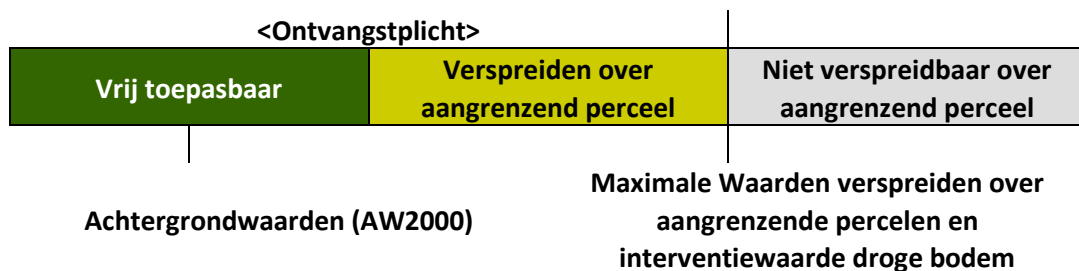 <Ontvangstplicht>
Vrij toepasbaar
Verspreiden over
aangrenzend perceel
Niet verspreidbaar over
aangrenzend perceel
Achtergrondwaarden (AW2000)
Maximale Waarden verspreiden over
aangrenzende percelen en
interventiewaarde droge bodem